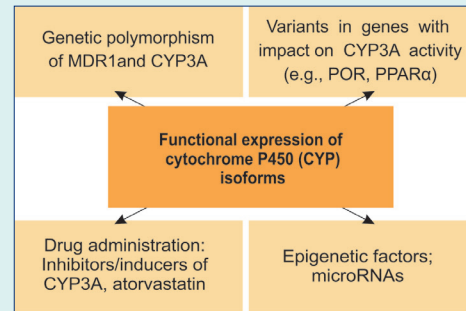 Genetic polymorphism
of MDR1and CYP3A
Variants in genes with
impact on CYP3A activity
(e.g., POR, PPARα)
Functional expression of
cytochrome P450 (CYP)
isoforms
Drug administration:
Inhibitors/inducers of
CYP3A, atorvastatin
Epigenetic factors;
microRNAs